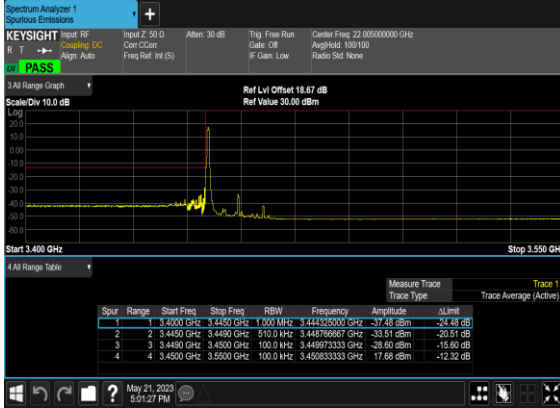 Spectrum Analyzer 1
Spurious Emissions
+
KEYSIGHT Input: RF Input Z: 50 Ω Atten: 30 dB Trig: Free Run Center Freq: 22.005000000 GHz
R T Coupling: DC Corr CCorr Gate: Off Avg|Hold: 100/100
Align: Auto Freq Ref: Int (S) IF Gain: Low Radio Std: None
PASS
3 All Range Graph Ref Lvl Offset 18.67 dB
Scale/Div 10.0 dB Ref Value 30.00 dBm
Log
20.0
10.0
0.00
-10.0
-20.0
-30.0
-40.0
-50.0
-60.0
Start 3.400 GHz Stop 3.550 GH
4 All Range Table
Measure Trace Trace 1
Trace Type Trace Average (Active)
Spur Range Start Freq Stop Freq RBW Frequency Amplitude ΔLimit
1 1 3.4000 GHz 3.4450 GHz 1.000 MHz 3.444325000 GHz -37.48 dBm -24.48 dB
2 2 3.4450 GHz 3.4490 GHz 510.0 kHz 3.448766667 GHz -33.51 dBm -20.51 dB
3 3 3.4490 GHz 3.4500 GHz 100.0 kHz 3.449973333 GHz -28.60 dBm -15.60 dB
4 4 3.4500 GHz 3.5500 GHz 100.0 kHz 3.450833333 GHz 17.68 dBm -12.32 dB
? May 21, 2023
5:01:27 PM